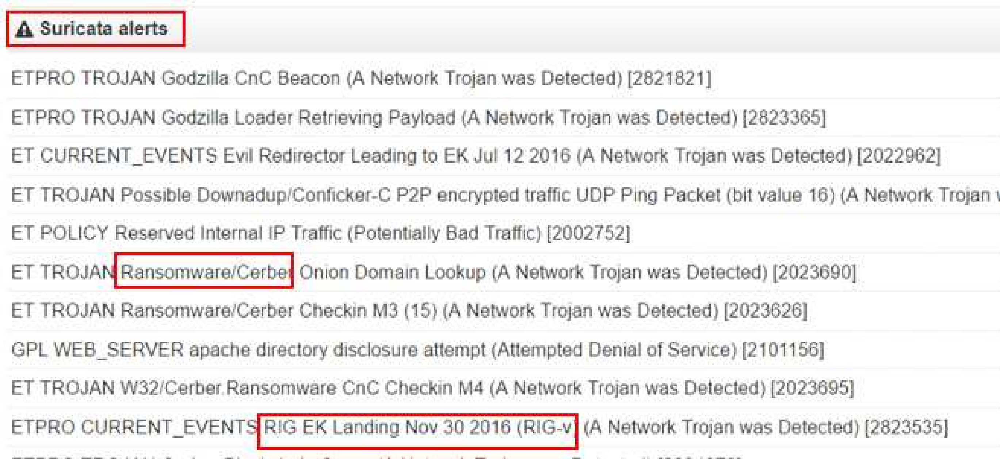 Suricata alerts
ETPRO TROJAN Godzilla CnC Beacon (A Network Trojan was Detected) [2821821]
ETPRO TROJAN Godzilla Loader Retrieving Payload (A Network Trojan was Detected) [2823365]
ET CURRENT_EVENTS Evil Redirector Leading to EK Jul 12 2016 (A Network Trojan was Detected) [2022962]
ET TROJAN Possible Downadup/Conficker-C P2P encrypted traffic UDP Ping Packet (bit value 16) (A Network Trojan
ET POLICY Reserved Internal IP Traffic (Potentially Bad Traffic) [2002752]
ET TROJAN Ransomware/Cerber Onion Domain Lookup (A Network Trojan was Detected) [2023690]
ET TROJAN Ransomware/Cerber Checkin M3 (15) (A Network Trojan was Detected) [2023626]
GPL WEB_SERVER apache directory disclosure attempt (Attempted Denial of Service) [2101156]
ET TROJAN W32/Cerber.Ransomware CnC Checkin M4 (A Network Trojan was Detected) [2023695]
ETPRO CURRENT_EVENTS RIG EK Landing Nov 30 2016 (RIG-v) (A Network Trojan was Detected) [2823535]